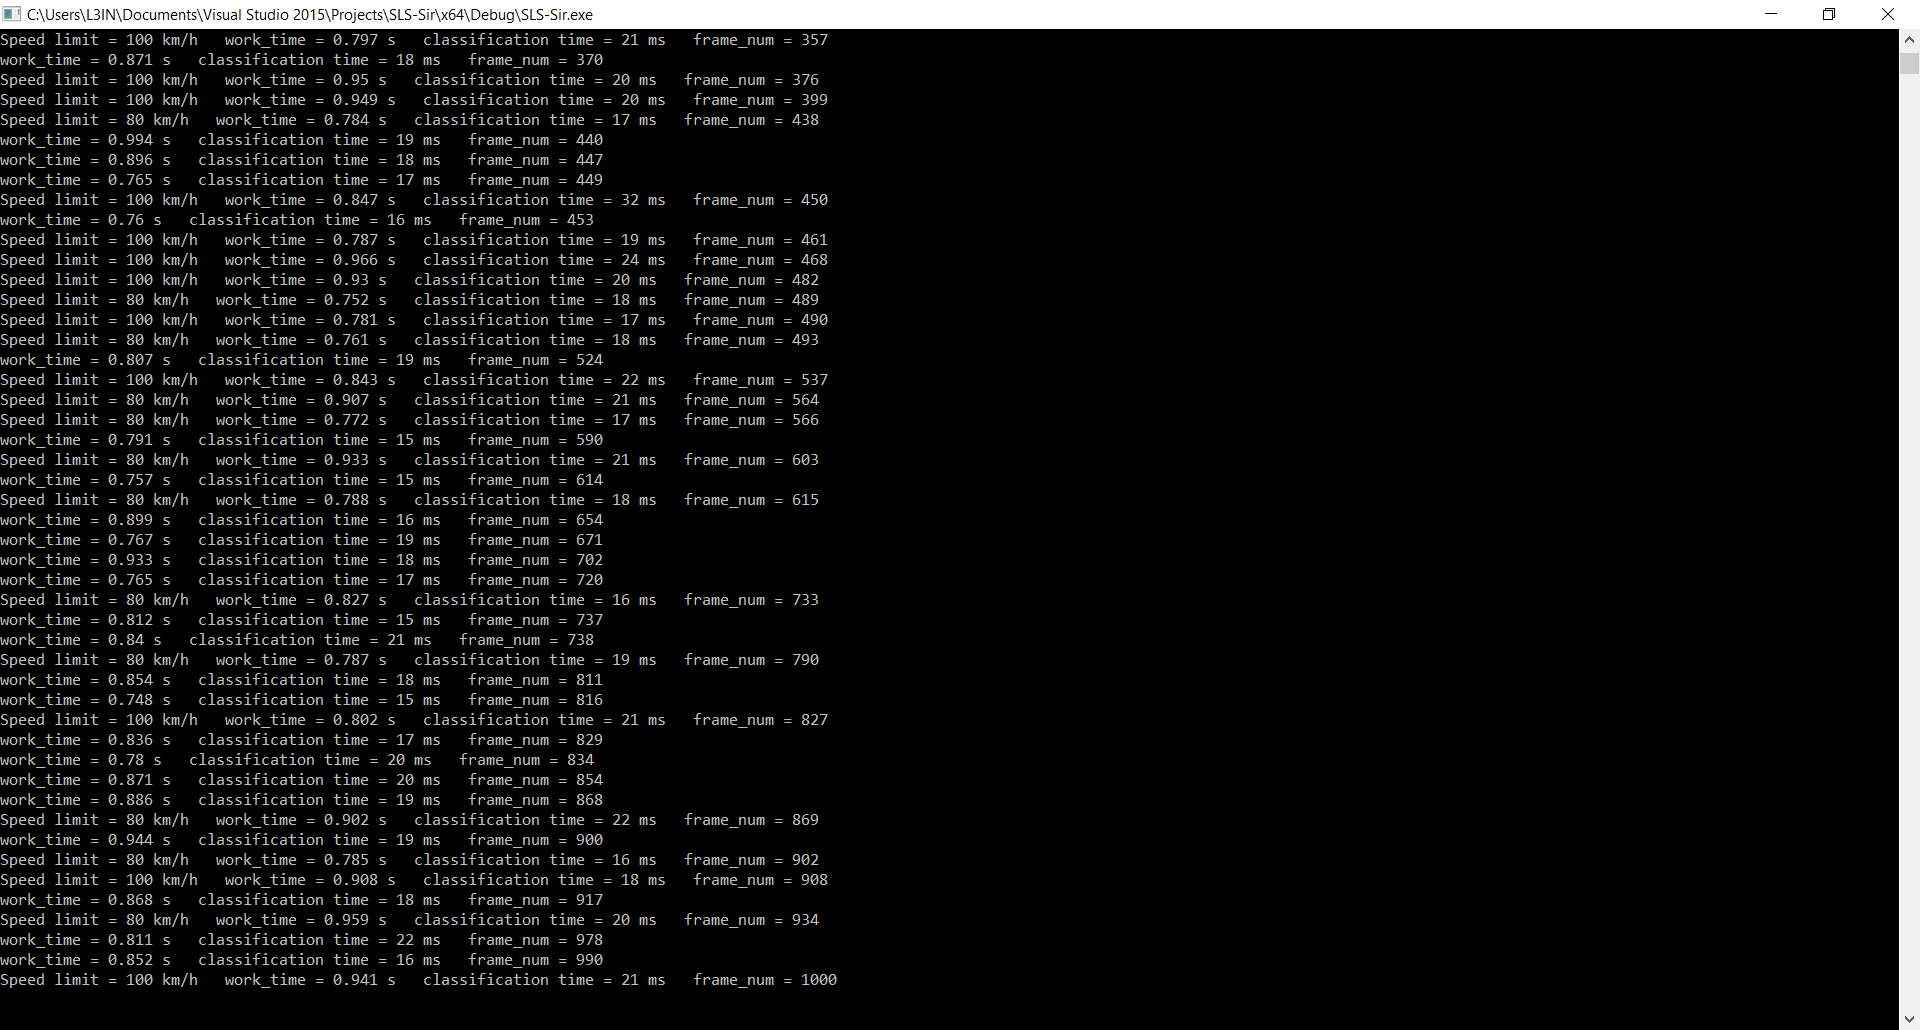 C:\Users\L3IN\Documents\Visual Studio 2015\Projects\SLS-Sir\x64\Debug\SLS-Sir.exe
Speed limit = 100 km/h   work_time = 0.797 s   classification time = 21 ms   frame_num = 357
work_time = 0.871 s   classification time = 18 ms   frame_num = 370
Speed limit = 100 km/h   work_time = 0.95 s   classification time = 20 ms   frame_num = 376
Speed limit = 100 km/h   work_time = 0.949 s   classification time = 20 ms   frame_num = 399
Speed limit = 80 km/h   work_time = 0.784 s   classification time = 17 ms   frame_num = 438
work_time = 0.994 s   classification time = 19 ms   frame_num = 440
work_time = 0.896 s   classification time = 18 ms   frame_num = 447
work_time = 0.765 s   classification time = 17 ms   frame_num = 449
Speed limit = 100 km/h   work_time = 0.847 s   classification time = 32 ms   frame_num = 450
work_time = 0.76 s   classification time = 16 ms   frame_num = 453
Speed limit = 100 km/h   work_time = 0.787 s   classification time = 19 ms   frame_num = 461
Speed limit = 100 km/h   work_time = 0.966 s   classification time = 24 ms   frame_num = 468
Speed limit = 100 km/h   work_time = 0.93 s   classification time = 20 ms   frame_num = 482
Speed limit = 80 km/h   work_time = 0.752 s   classification time = 18 ms   frame_num = 489
Speed limit = 100 km/h   work_time = 0.781 s   classification time = 17 ms   frame_num = 490
Speed limit = 80 km/h   work_time = 0.761 s   classification time = 18 ms   frame_num = 493
work_time = 0.807 s   classification time = 19 ms   frame_num = 524
Speed limit = 100 km/h   work_time = 0.843 s   classification time = 22 ms   frame_num = 537
Speed limit = 80 km/h   work_time = 0.907 s   classification time = 21 ms   frame_num = 564
Speed limit = 80 km/h   work_time = 0.772 s   classification time = 17 ms   frame_num = 566
work_time = 0.791 s   classification time = 15 ms   frame_num = 590
Speed limit = 80 km/h   work_time = 0.933 s   classification time = 21 ms   frame_num = 603
work_time = 0.757 s   classification time = 15 ms   frame_num = 614
Speed limit = 80 km/h   work_time = 0.788 s   classification time = 18 ms   frame_num = 615
work_time = 0.899 s   classification time = 16 ms   frame_num = 654
work_time = 0.767 s   classification time = 19 ms   frame_num = 671
work_time = 0.933 s   classification time = 18 ms   frame_num = 702
work_time = 0.765 s   classification time = 17 ms   frame_num = 720
Speed limit = 80 km/h   work_time = 0.827 s   classification time = 16 ms   frame_num = 733
work_time = 0.812 s   classification time = 15 ms   frame_num = 737
work_time = 0.84 s   classification time = 21 ms   frame_num = 738
Speed limit = 80 km/h   work_time = 0.787 s   classification time = 19 ms   frame_num = 790
work_time = 0.854 s   classification time = 18 ms   frame_num = 811
work_time = 0.748 s   classification time = 15 ms   frame_num = 816
Speed limit = 100 km/h   work_time = 0.802 s   classification time = 21 ms   frame_num = 827
work_time = 0.836 s   classification time = 17 ms   frame_num = 829
work_time = 0.78 s   classification time = 20 ms   frame_num = 834
work_time = 0.871 s   classification time = 20 ms   frame_num = 854
work_time = 0.886 s   classification time = 19 ms   frame_num = 868
Speed limit = 80 km/h   work_time = 0.902 s   classification time = 22 ms   frame_num = 869
work_time = 0.944 s   classification time = 19 ms   frame_num = 900
Speed limit = 80 km/h   work_time = 0.785 s   classification time = 16 ms   frame_num = 902
Speed limit = 100 km/h   work_time = 0.908 s   classification time = 18 ms   frame_num = 908
work_time = 0.868 s   classification time = 18 ms   frame_num = 917
Speed limit = 80 km/h   work_time = 0.959 s   classification time = 20 ms   frame_num = 934
work_time = 0.811 s   classification time = 22 ms   frame_num = 978
work_time = 0.852 s   classification time = 16 ms   frame_num = 990
Speed limit = 100 km/h   work_time = 0.941 s   classification time = 21 ms   frame_num = 1000